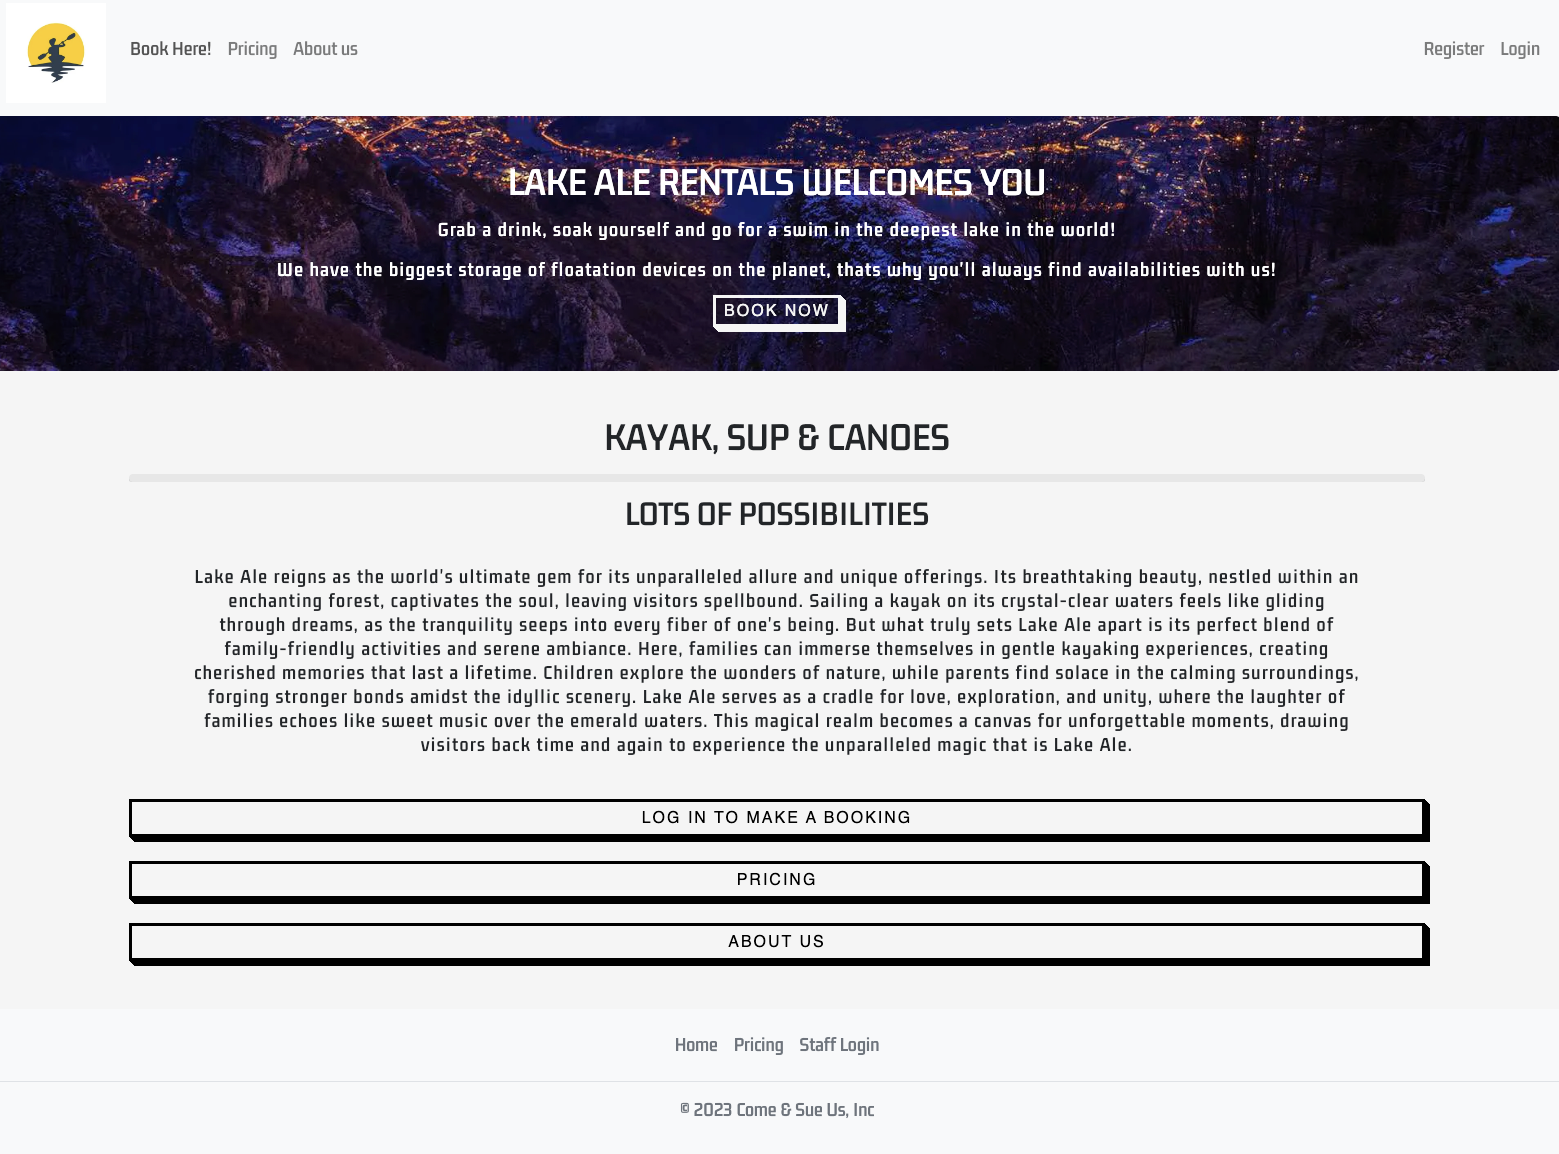 Book Here! Pricing About us Register Login
LAKE ALE RENTALS WELCOMES YOU
Grab a drink, soak yourself and go for a swim in the deepest lake in the world!
We have the biggest storage of floatation devices on the planet, thats why you'll always find availabilities with us!
BOOK NOW
KAYAK, SUP & CANOES
LOTS OF POSSIBILITIES
Lake Ale reigns as the world's ultimate gem for its unparalleled allure and unique offerings. Its breathtaking beauty, nestled within an
enchanting forest, captivates the soul, leaving visitors spellbound. Sailing a kayak on its crystal-clear waters feels like gliding
through dreams, as the tranquility seeps into every fiber of one's being. But what truly sets Lake Ale apart is its perfect blend of
family-friendly activities and serene ambiance. Here, families can immerse themselves in gentle kayaking experiences, creating
cherished memories that last a lifetime. Children explore the wonders of nature, while parents find solace in the calming surroundings,
forging stronger bonds amidst the idyllic scenery. Lake Ale serves as a cradle for love, exploration, and unity, where the laughter of
families echoes like sweet music over the emerald waters. This magical realm becomes a canvas for unforgettable moments, drawing
visitors back time and again to experience the unparalleled magic that is Lake Ale.
LOG IN TO MAKE A BOOKING
PRICING
ABOUT US
Home Pricing Staff Login
© 2023 Come & Sue Us, Inc